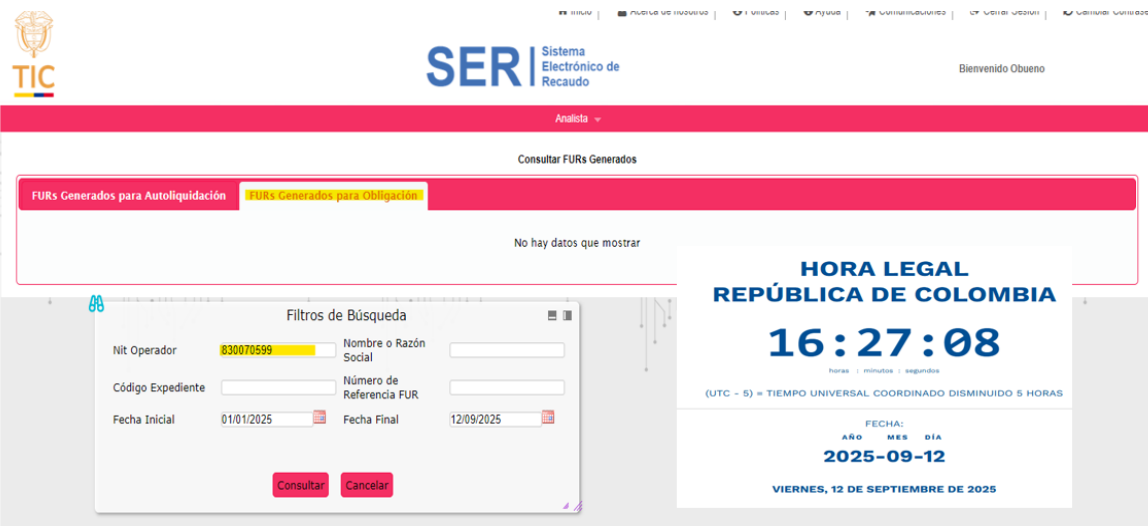 Inicio | Acerca de nosotros | Políticas | Ayuda | Comunicaciones | Cerrar Sesión | Cambiar Contrase
TIC
SER
Sistema
Electrónico de
Recaudo
Bienvenido Obueno
Analista
Consultar FURs Generados
FURs Generados para Autoliquidación
FURs Generados para Obligación
No hay datos que mostrar
HORA LEGAL
REPÚBLICA DE COLOMBIA
16:27:08
horas : minutos : segundos
(UTC - 5) = TIEMPO UNIVERSAL COORDINADO DISMINUIDO 5 HORAS
FECHA:
AÑO MES DÍA
2025-09-12
VIERNES, 12 DE SEPTIEMBRE DE 2025
Filtros de Búsqueda
Nit Operador 830070599 Nombre o Razón
Social
Código Expediente Número de
Referencia FUR
Fecha Inicial 01/01/2025 Fecha Final 12/09/2025
Consultar Cancelar